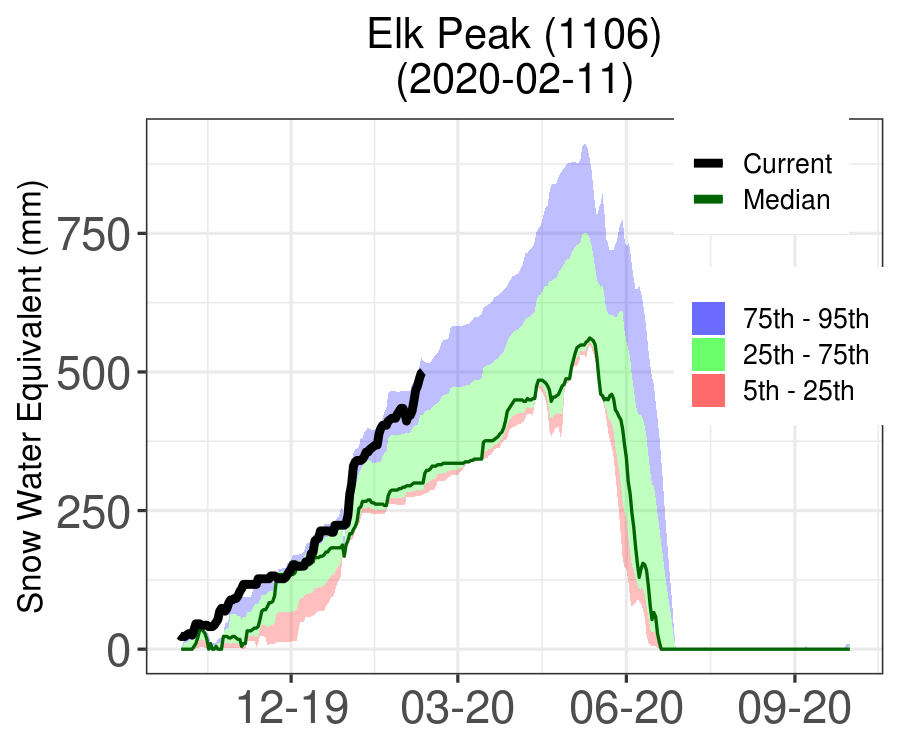 Elk Peak (1106)
(2020-02-11)
Snow Water Equivalent (mm)
750
500
250
0
12-19
03-20
06-20
09-20
Current
Median
75th - 95th
25th - 75th
5th - 25th